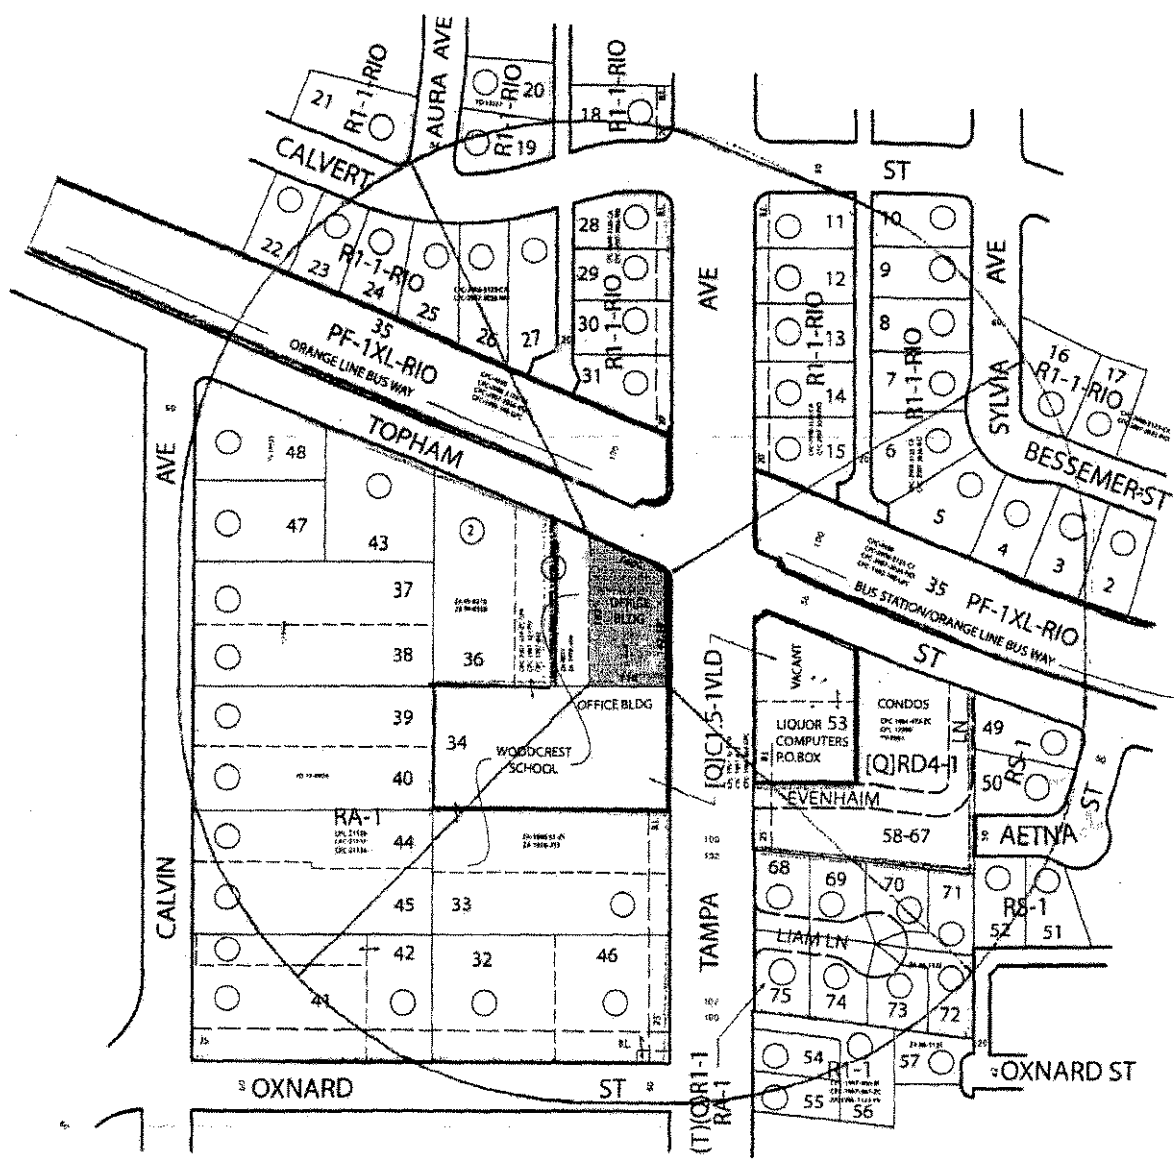 AURA AVE
R1-1-RIO
21
R1-1-RIO
20
19
R1-1-RIO
18
CALVERT
ST
22
23
24
25
26
27
R1-1-RIO
28
29
30
31
R1-1-RIO
AVE
11
12
13
14
15
R1-1-RIO
10
9
8
7
6
R1-1-RIO
AVE
SYLVIA
16
17
R1-1-RIO
BESSEMER ST
5
4
3
2
35
PF-1XL-RIO
ORANGE LINE BUS WAY
TOPHAM
AVE
48
47
43
2
37
38
36
OFFICE
BLDG
OFFICE BLDG
39
40
34
WOODCREST
SCHOOL
RA-1
44
45
33
42
32
46
41
CALVIN
[Q]C1.5-1VLD
VACANT
LIQUOR 53
COMPUTERS
P.O.BOX
CONDOS
[Q]RD4-1
LN
EVENHAIM
35 PF-1XL-RIO
BUS STATION/ORANGE LINE BUS WAY
ST
49
50
RS-1
ST
AETNA
58-67
68
69
70
71
RS-1
52
51
LIAM LN
TAMPA
75
74
73
72
(T)(Q)R1-1
RA-1
54
R1-1
57
55
56
OXNARD
ST
OXNARD ST